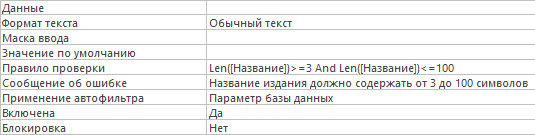 Данные
Формат текста Обычный текст
Маска ввода
Значение по умолчанию
Правило проверки Len([Название])>=3 And Len([Название])<=100
Сообщение об ошибке Название издания должно содержать от 3 до 100 символов
Применение автофильтра Параметр базы данных
Включена Да
Блокировка Нет